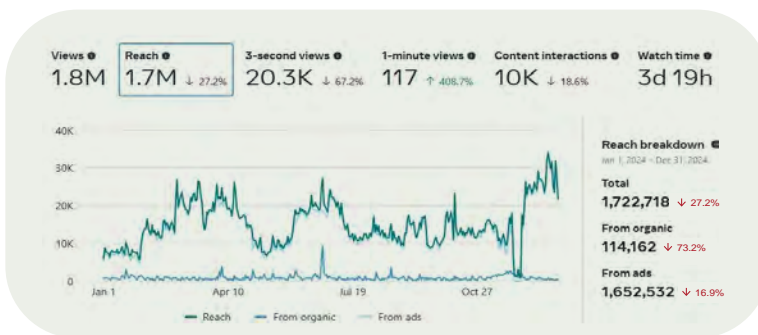 Views
1.8M
Reach
1.7M ↓ 27.2%
3-second views
20.3K ↓ 67.2%
1-minute views
117 ↑ 408.7%
Content interactions
10K ↓ 18.6%
Watch time
3d 19h
40K
30K
20K
10K
0
Jan 1
Apr 10
Jul 19
Oct 27
Reach
From organic
From ads
Reach breakdown
Jan 1, 2024 - Dec 31, 2024
Total
1,722,718 ↓ 27.2%
From organic
114,162 ↓ 73.2%
From ads
1,652,532 ↓ 16.9%